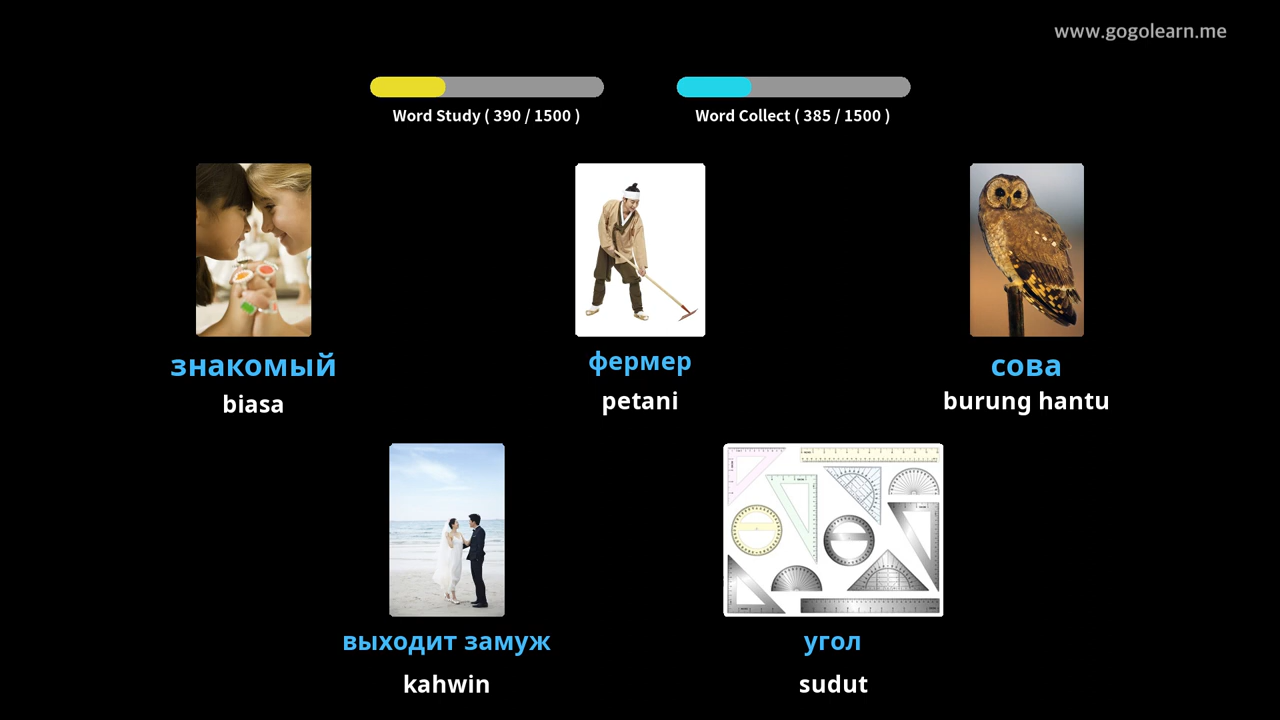 www.gogolearn.me
Word Study ( 390 / 1500 )
Word Collect ( 385 / 1500 )
знакомый
biasa
фермер
petani
сова
burung hantu
выходит замуж
kahwin
угол
sudut